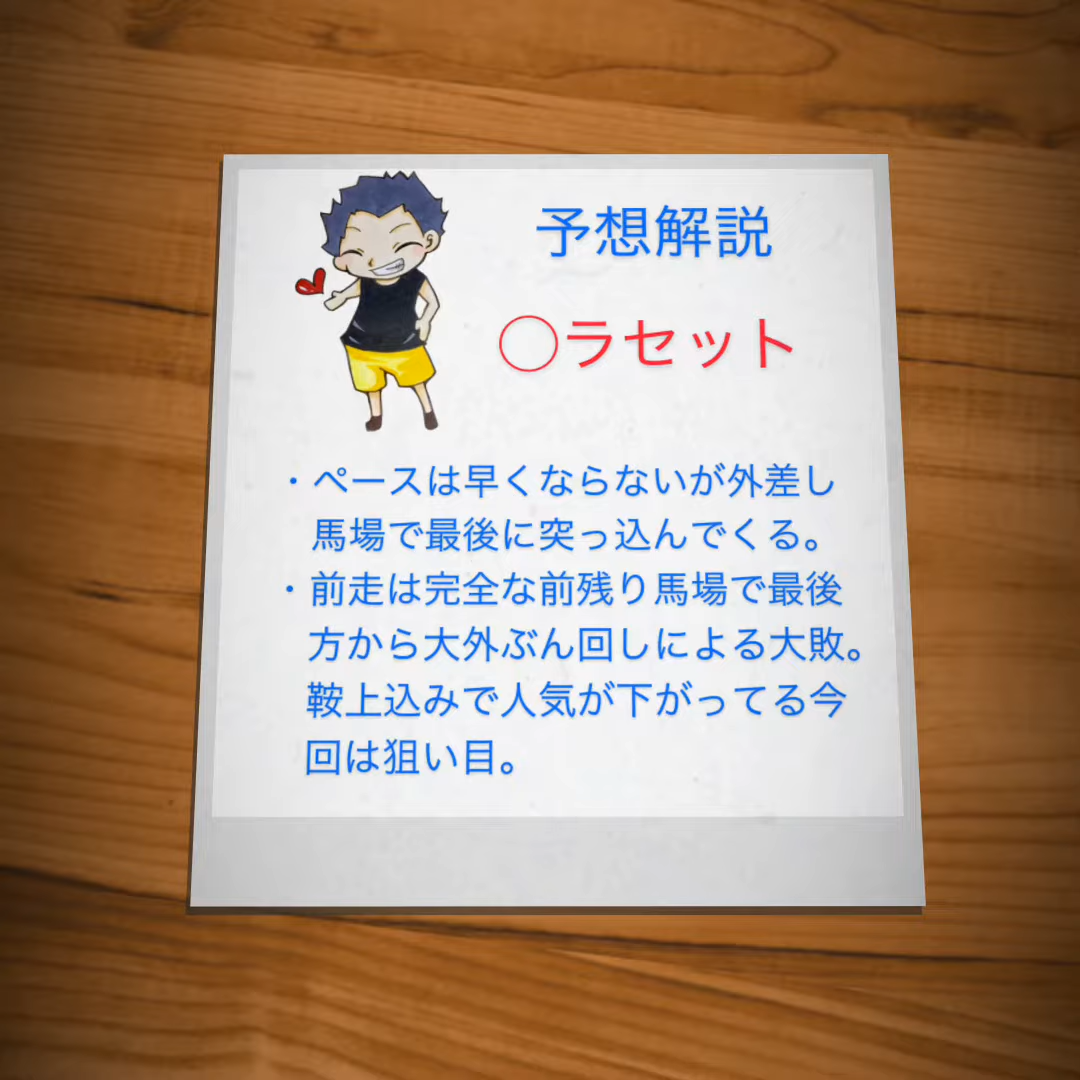 予想解説
◯ラセット
・ペースは早くならないが外差し
馬場で最後に突っ込んでくる。
・前走は完全な前残り馬場で最後
方から大外ぶん回しによる大敗。
鞍上込みで人気が下がってる今
回は狙い目。